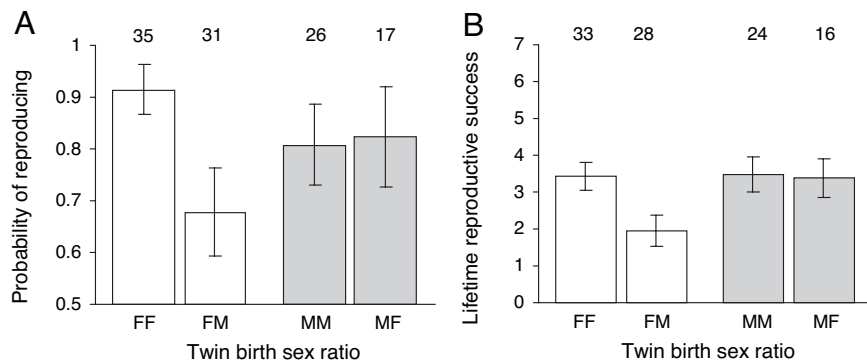 A
35 31 26 17
Probability of reproducing
1
0.9
0.8
0.7
0.6
0.5
FF FM MM MF
Twin birth sex ratio
B
33 28 24 16
Lifetime reproductive success
7
6
5
4
3
2
1
0
FF FM MM MF
Twin birth sex ratio